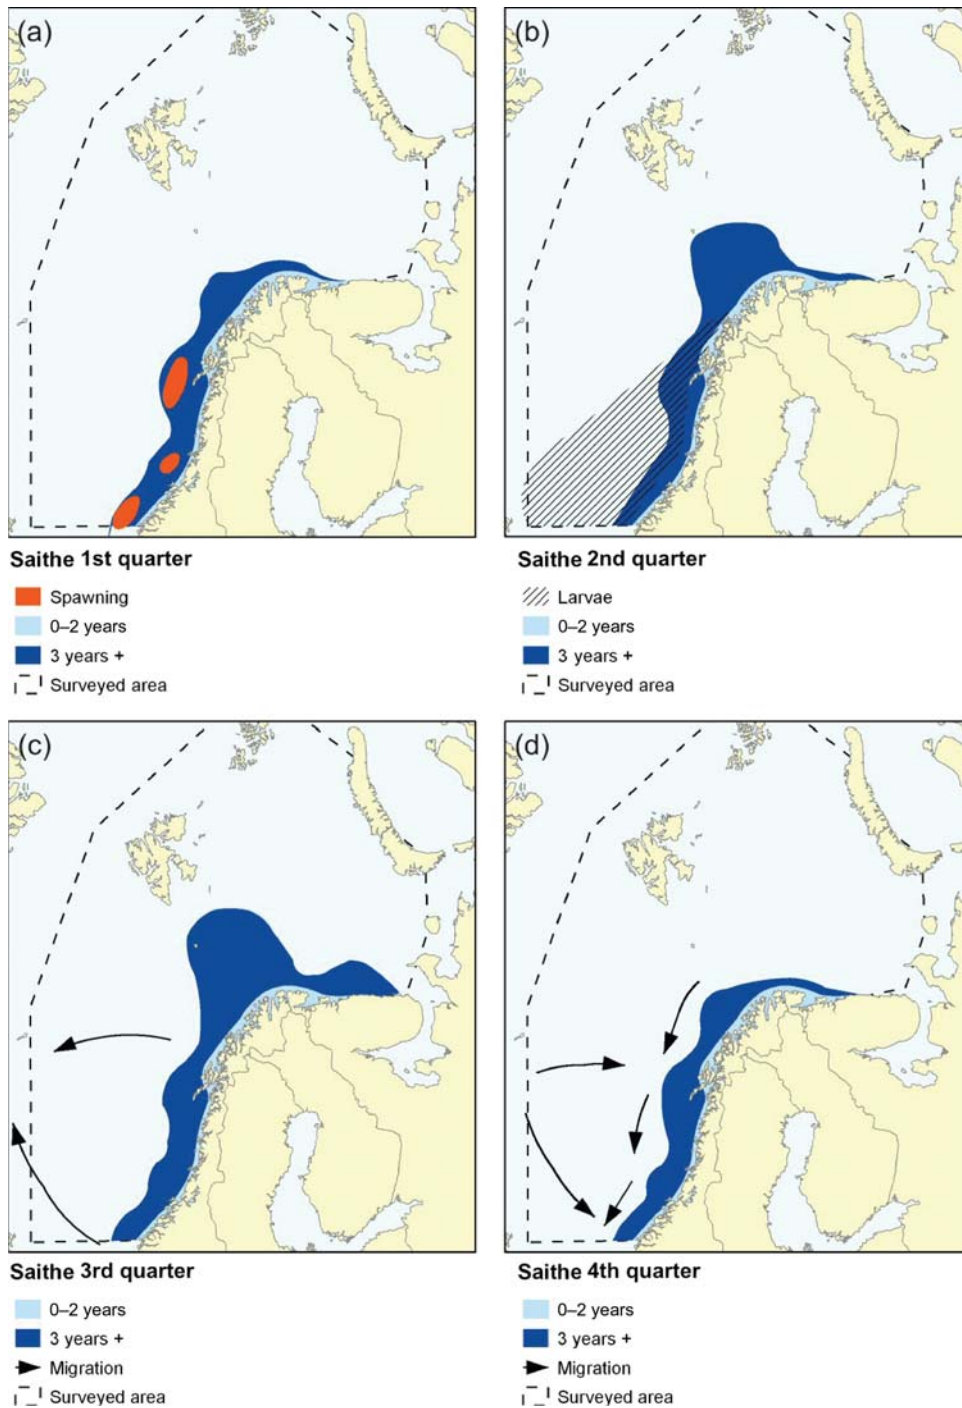 (a)
(b)
Saithe 1st quarter
Spawning
0–2 years
3 years +
Surveyed area
Saithe 2nd quarter
Larvae
0–2 years
3 years +
Surveyed area
(c)
(d)
Saithe 3rd quarter
0–2 years
3 years +
Migration
Surveyed area
Saithe 4th quarter
0–2 years
3 years +
Migration
Surveyed area